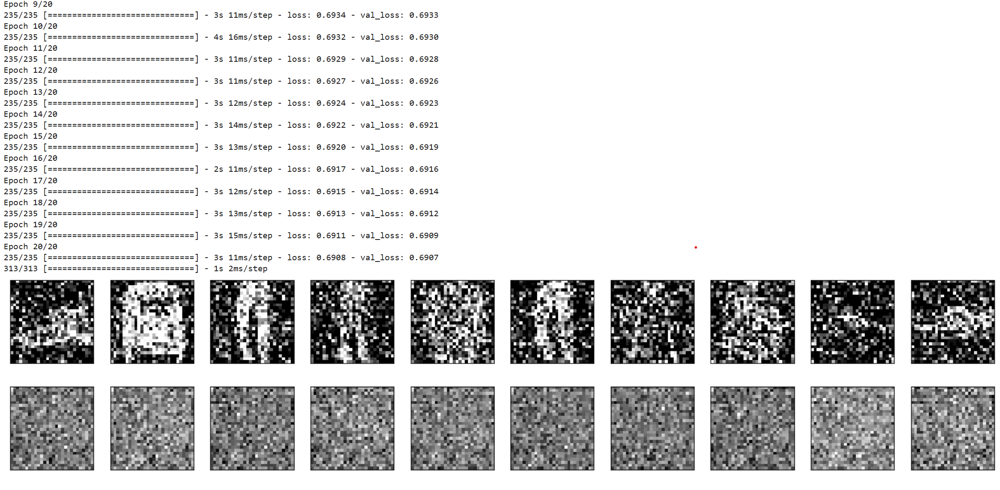 Epoch 9/20
235/235 [==============================] - 3s 11ms/step - loss: 0.6934 - val_loss: 0.6933
Epoch 10/20
235/235 [==============================] - 4s 16ms/step - loss: 0.6932 - val_loss: 0.6930
Epoch 11/20
235/235 [==============================] - 3s 11ms/step - loss: 0.6929 - val_loss: 0.6928
Epoch 12/20
235/235 [==============================] - 3s 11ms/step - loss: 0.6927 - val_loss: 0.6926
Epoch 13/20
235/235 [==============================] - 3s 12ms/step - loss: 0.6924 - val_loss: 0.6923
Epoch 14/20
235/235 [==============================] - 3s 14ms/step - loss: 0.6922 - val_loss: 0.6921
Epoch 15/20
235/235 [==============================] - 3s 13ms/step - loss: 0.6920 - val_loss: 0.6919
Epoch 16/20
235/235 [==============================] - 2s 11ms/step - loss: 0.6917 - val_loss: 0.6916
Epoch 17/20
235/235 [==============================] - 3s 12ms/step - loss: 0.6915 - val_loss: 0.6914
Epoch 18/20
235/235 [==============================] - 3s 13ms/step - loss: 0.6913 - val_loss: 0.6912
Epoch 19/20
235/235 [==============================] - 3s 15ms/step - loss: 0.6911 - val_loss: 0.6909
Epoch 20/20
235/235 [==============================] - 3s 11ms/step - loss: 0.6908 - val_loss: 0.6907
313/313 [==============================] - 1s 2ms/step